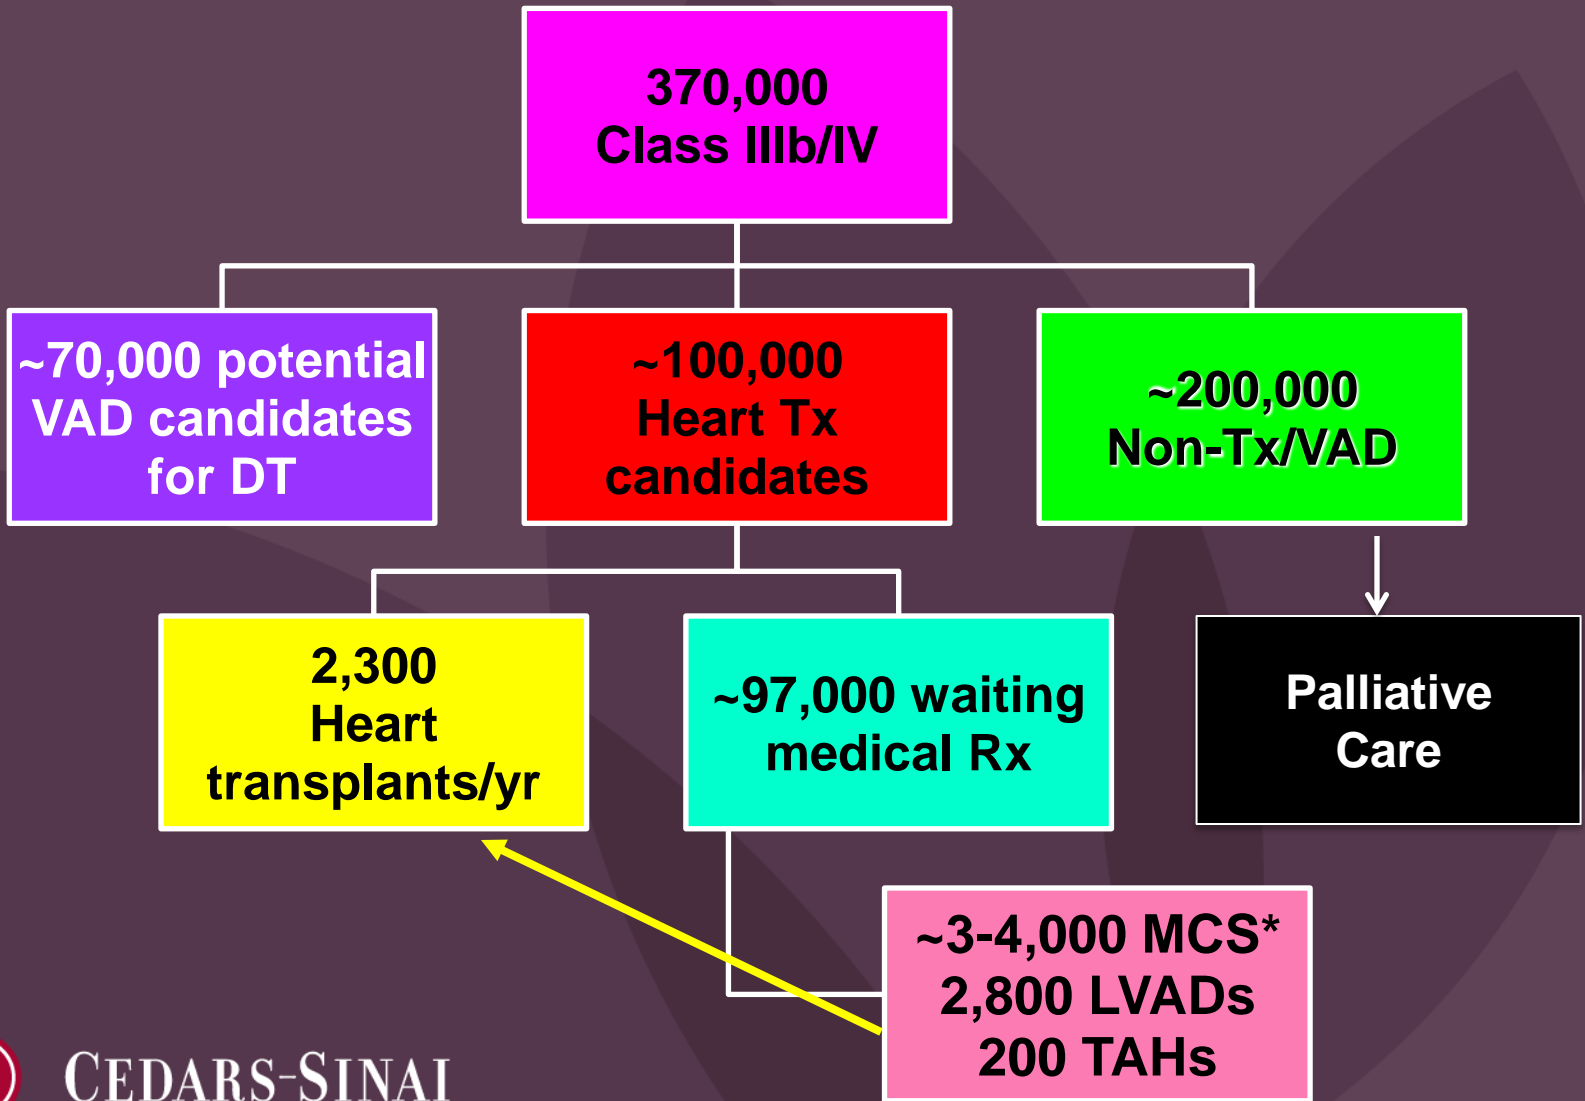 370,000
Class IIIb/IV
~70,000 potential
VAD candidates
for DT
~100,000
Heart Tx
candidates
~200,000
Non-Tx/VAD
2,300
Heart
transplants/yr
~97,000 waiting
medical Rx
Palliative
Care
~3-4,000 MCS*
2,800 LVADs
200 TAHs
CEDARS-SINAI